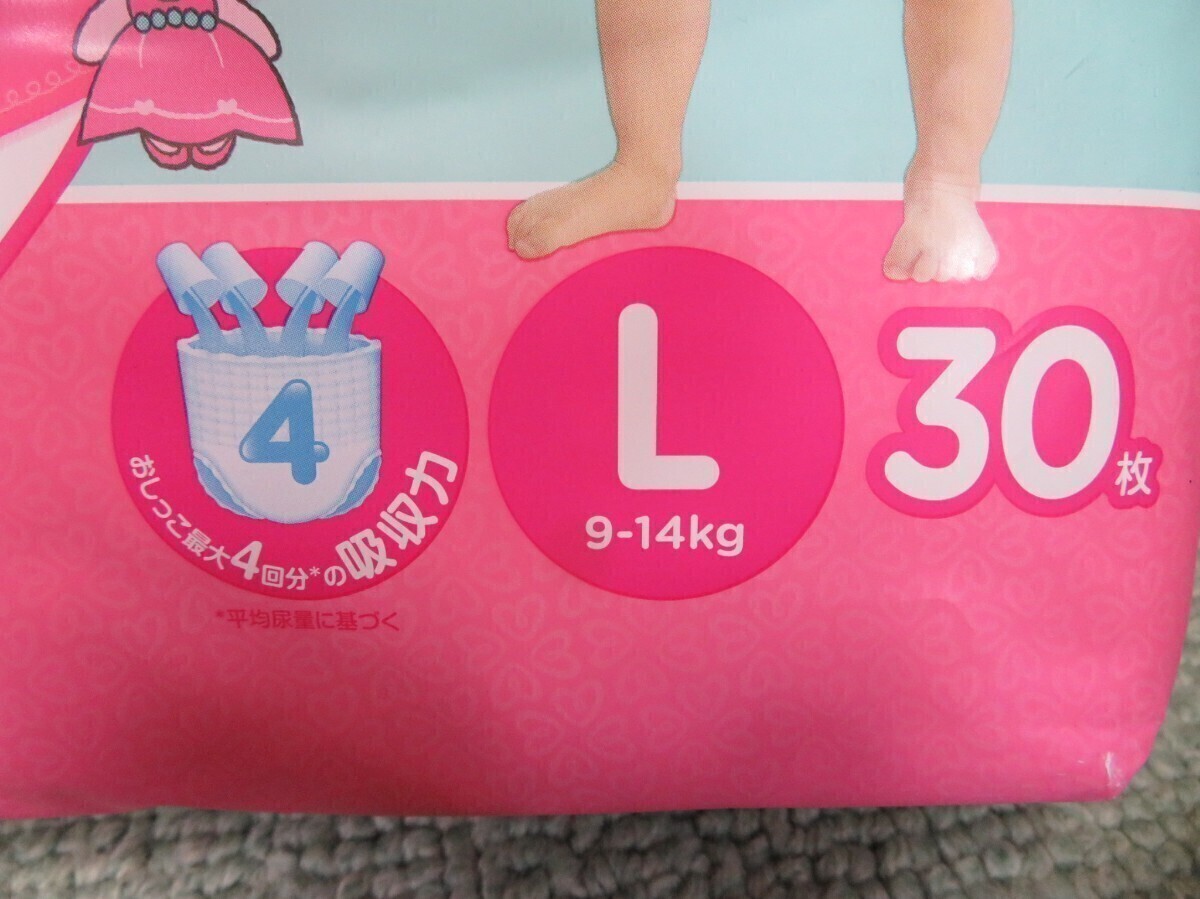 4
おしっこ最大4回分*の吸収力
*平均尿量に基づく
L
9-14kg
30枚